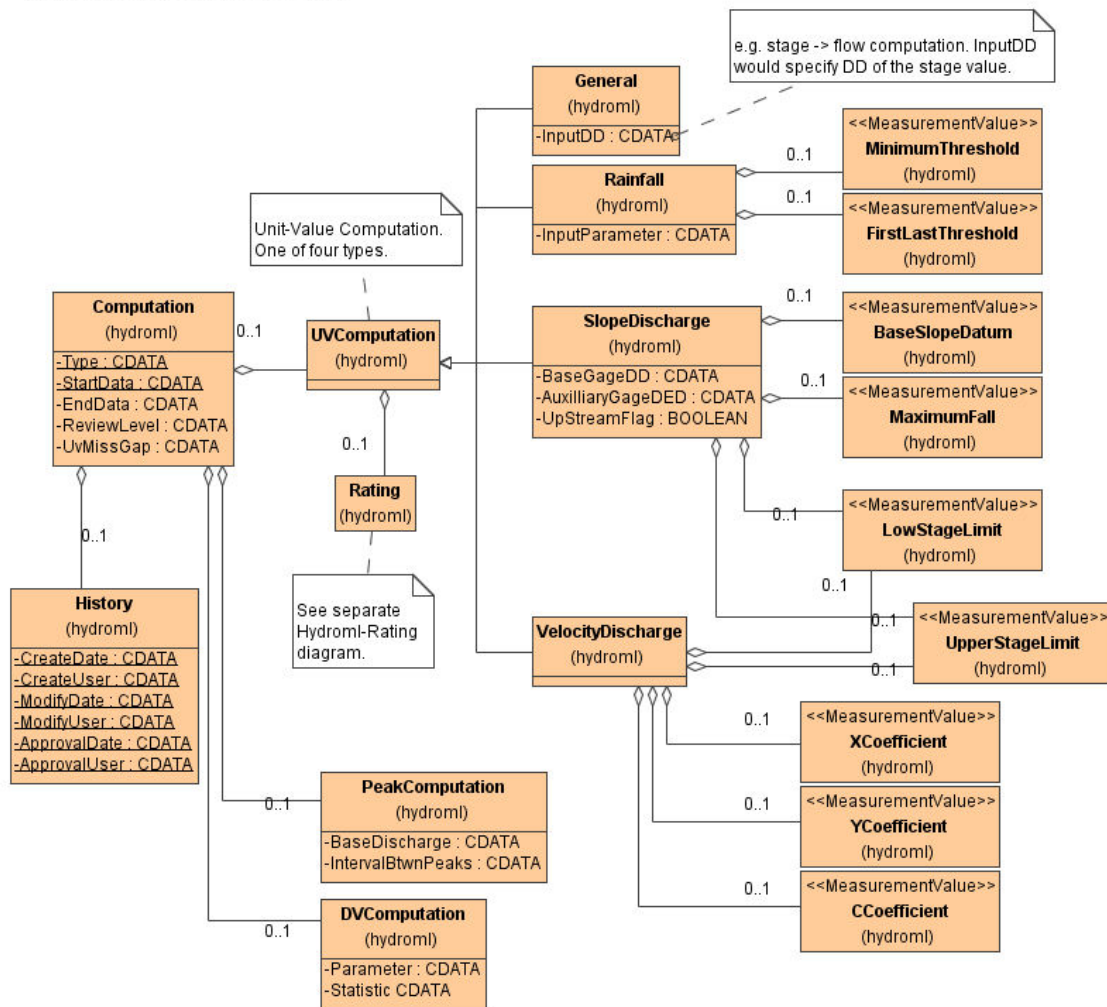 e.g. stage -> flow computation. InputDD
would specify DD of the stage value.
General
(hydroml)
-InputDD : CDATA
<<MeasurementValue>>
MinimumThreshold
(hydroml)
0..1
Rainfall
(hydroml)
-InputParameter : CDATA
<<MeasurementValue>>
FirstLastThreshold
(hydroml)
0..1
Unit-Value Computation.
One of four types.
Computation
(hydroml)
-Type : CDATA
-StartData : CDATA
-EndData : CDATA
-ReviewLevel : CDATA
-UvMissGap : CDATA
0..1
UVComputation
(hydroml)
SlopeDischarge
(hydroml)
-BaseGageDD : CDATA
-AuxilliaryGageDED : CDATA
-UpStreamFlag : BOOLEAN
0..1
<<MeasurementValue>>
BaseSlopeDatum
(hydroml)
0..1
<<MeasurementValue>>
MaximumFall
(hydroml)
0..1
Rating
(hydroml)
0..1
<<MeasurementValue>>
LowStageLimit
(hydroml)
0..1
0..1
History
(hydroml)
-CreateDate : CDATA
-CreateUser : CDATA
-ModifyDate : CDATA
-ModifyUser : CDATA
-ApprovalDate : CDATA
-ApprovalUser : CDATA
See separate
Hydroml-Rating
diagram.
VelocityDischarge
(hydroml)
0..1
0..1
<<MeasurementValue>>
UpperStageLimit
(hydroml)
0..1
<<MeasurementValue>>
XCoefficient
(hydroml)
0..1
<<MeasurementValue>>
YCoefficient
(hydroml)
0..1
<<MeasurementValue>>
CCoefficient
(hydroml)
0..1
PeakComputation
(hydroml)
-BaseDischarge : CDATA
-IntervalBtwnPeaks : CDATA
0..1
DVComputation
(hydroml)
-Parameter : CDATA
-Statistic CDATA